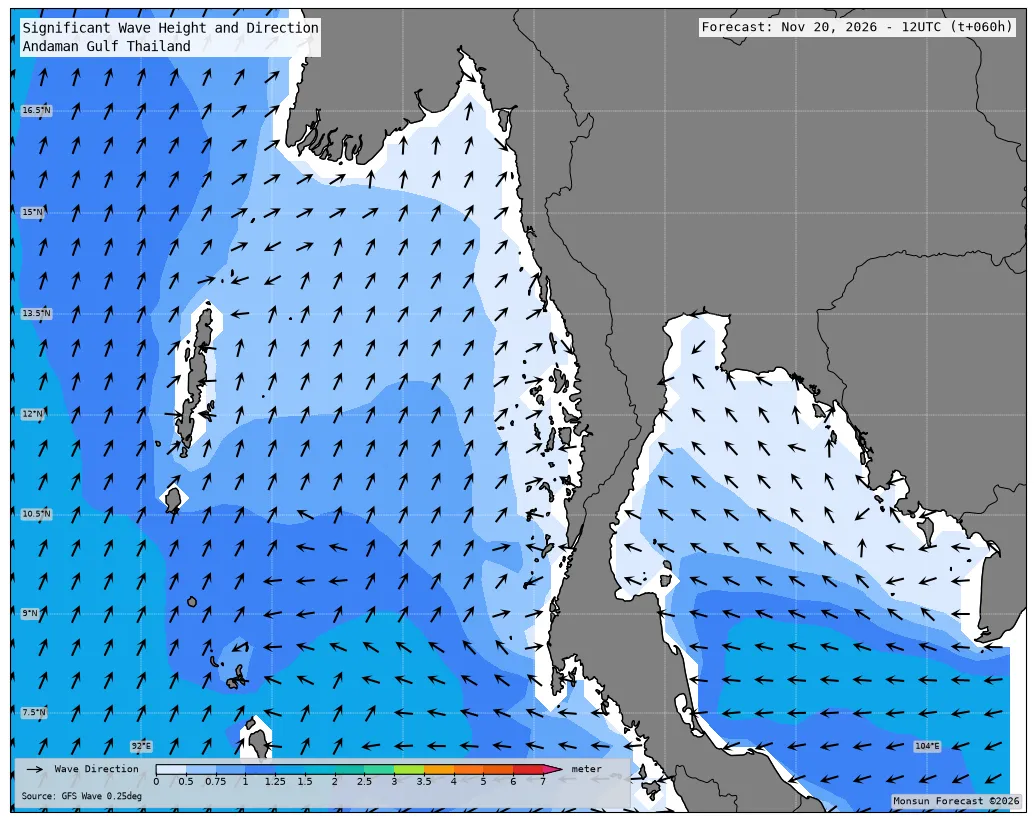 Significant Wave Height and Direction
Andaman Gulf Thailand
Forecast: Nov 20, 2026 - 12UTC (t+060h)
16.5°N
15°N
13.5°N
12°N
10.5°N
9°N
7.5°N
92°E
104°E
Wave Direction
0.5 0.75 1 1.25 1.5 2 2.5 3 3.5 4 5 6 7 meter
Source: GFS Wave 0.25deg
Monsun Forecast ©2026